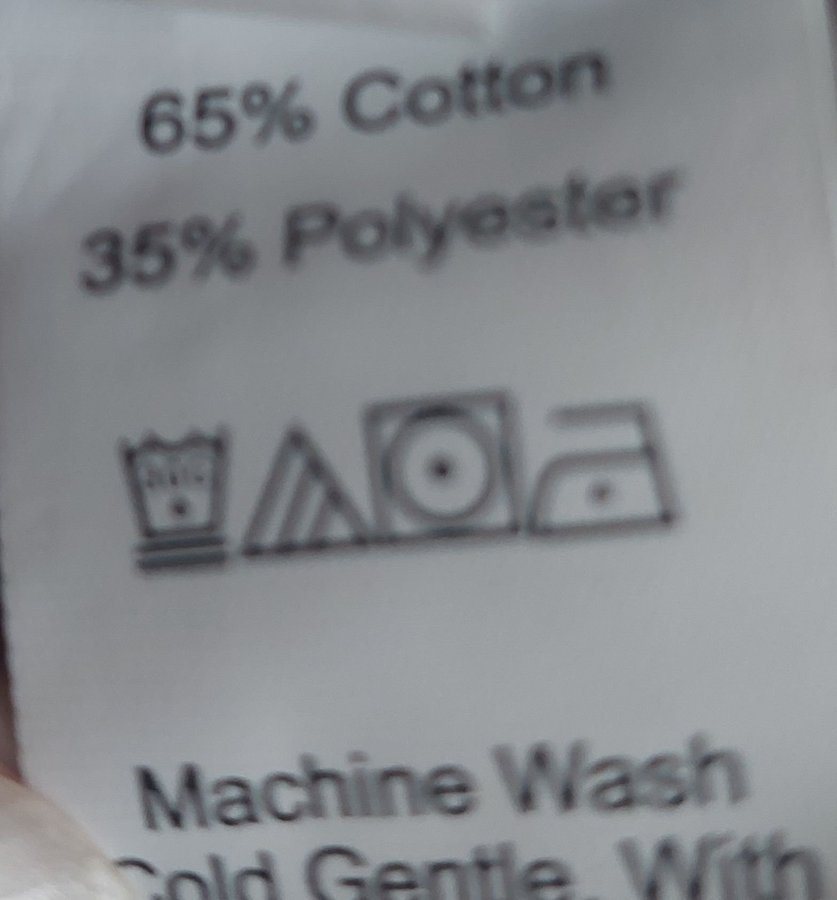 65% Cotton
35% Polyester
Machine Wash
Cold Gentle, With